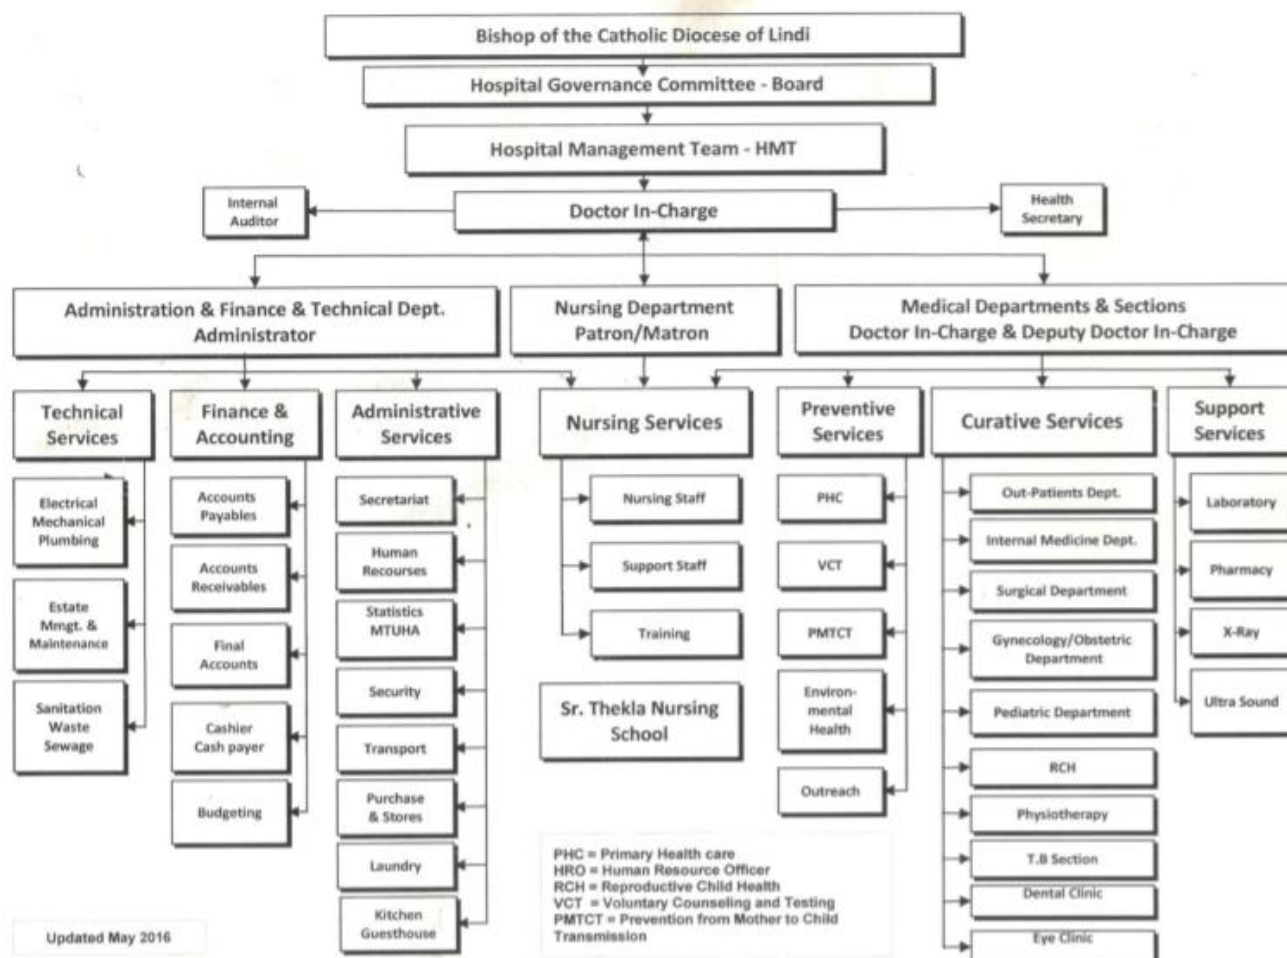 Bishop of the Catholic Diocese of Lindi
Hospital Governance Committee - Board
Hospital Management Team - HMT
Internal
Auditor
Doctor In-Charge
Health
Secretary
Administration & Finance & Technical Dept.
Administrator
Nursing Department
Patron/Matron
Medical Departments & Sections
Doctor In-Charge & Deputy Doctor In-Charge
Technical
Services
Finance &
Accounting
Administrative
Services
Nursing Services
Preventive
Services
Curative Services
Support
Services
Electrical
Mechanical
Plumbing
Estate
Mmgt. &
Maintenance
Sanitation
Waste
Sewage
Accounts
Payables
Accounts
Receivables
Final
Accounts
Cashier
Cash payer
Budgeting
Secretariat
Human
Recourses
Statistics
MTUHA
Security
Transport
Purchase
& Stores
Laundry
Kitchen
Guesthouse
Nursing Staff
Support Staff
Training
Sr. Thekla Nursing
School
PHC
VCT
PMTCT
Environ-
mental
Health
Outreach
Out-Patients Dept.
Internal Medicine Dept.
Surgical Department
Gynecology/Obstetric
Department
Pediatric Department
RCH
Physiotherapy
T.B Section
Dental Clinic
Eye Clinic
Laboratory
Pharmacy
X-Ray
Ultra Sound
PHC = Primary Health care
HRO = Human Resource Officer
RCH = Reproductive Child Health
VCT = Voluntary Counseling and Testing
PMTCT = Prevention from Mother to Child
Transmission
Updated May 2016